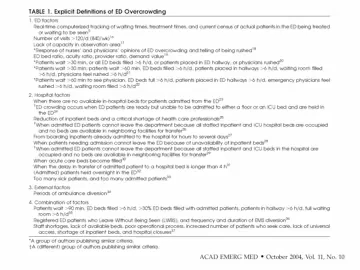 TABLE 1. Explicit Definitions of ED Overcrowding
1. ED factors
Real-time computerized tracking of waiting times, treatment times, and current census of actual patients in the ED being treated
or waiting to be seen
Number of visits >120/d (840/wk)
Lack of capacity in observation area
*Response of nurses' and physicians' opinions of ED overcrowding and feeling of being rushed
ED bed ratio, acuity ratio, provider ratio, demand value
*Patients wait >30 min, or all ED beds filled >6 h/d, or patients placed in ED hallway, or physicians rushed
*Patients wait >30 min; patients wait >60 min, ED beds filled >6 h/d, patients placed in hallways >6 h/d, waiting room filled
>6 h/d, physicians feel rushed >6 h/d
*Patients wait >60 min to see physician, ED beds full >6 h/d, patients placed in ED hallways >6 h/d, emergency physicians feel
rushed >6 h/d, waiting room filled >6 h/d
2. Hospital factors
When there are no available in-hospital beds for patients admitted from the ED
ED crowding occurs when ED patients are ready but unable to be admitted to either a floor or an ICU bed and are held in
the ED
Reduction of inpatient beds and a critical shortage of health care professionals
When admitted ED patients cannot leave the department because all staffed inpatient and ICU hospital beds are occupied
and no beds are available in neighboring facilities for transfer
From boarding inpatients already admitted to the hospital for hours to several days
When patients needing admission cannot leave the ED because of unavailability of inpatient beds
When admitted ED patients cannot leave the department because all staffed inpatient and ICU beds in the hospital are
occupied and no beds are available in neighboring facilities for transfer
When acute care beds become filled
When the delay in transfer of admitted patient to a hospital bed is longer than 4 h
Admitted patients held overnight in the ED
Too many sick patients, and too many admitted patients
3. External factors
Periods of ambulance diversion
4. Combination of factors
Patients wait >90 min, ED beds filled >6 h/d, >30% ED beds filled with admitted patients, patients in hallway >6 h/d, full waiting
room >6 h/d
Registered ED patients who Leave Without Being Seen (LWBS), and frequency and duration of EMS diversion
Staff shortages, lack of available beds, poor operational process, increased number of patients who seek care, lack of universal
access, shortage of inpatient beds, and hospital closures
*A group of authors publishing similar criteria.
†A (different) group of authors publishing similar criteria.
ACAD EMERG MED • October 2004, Vol. 11, No. 10